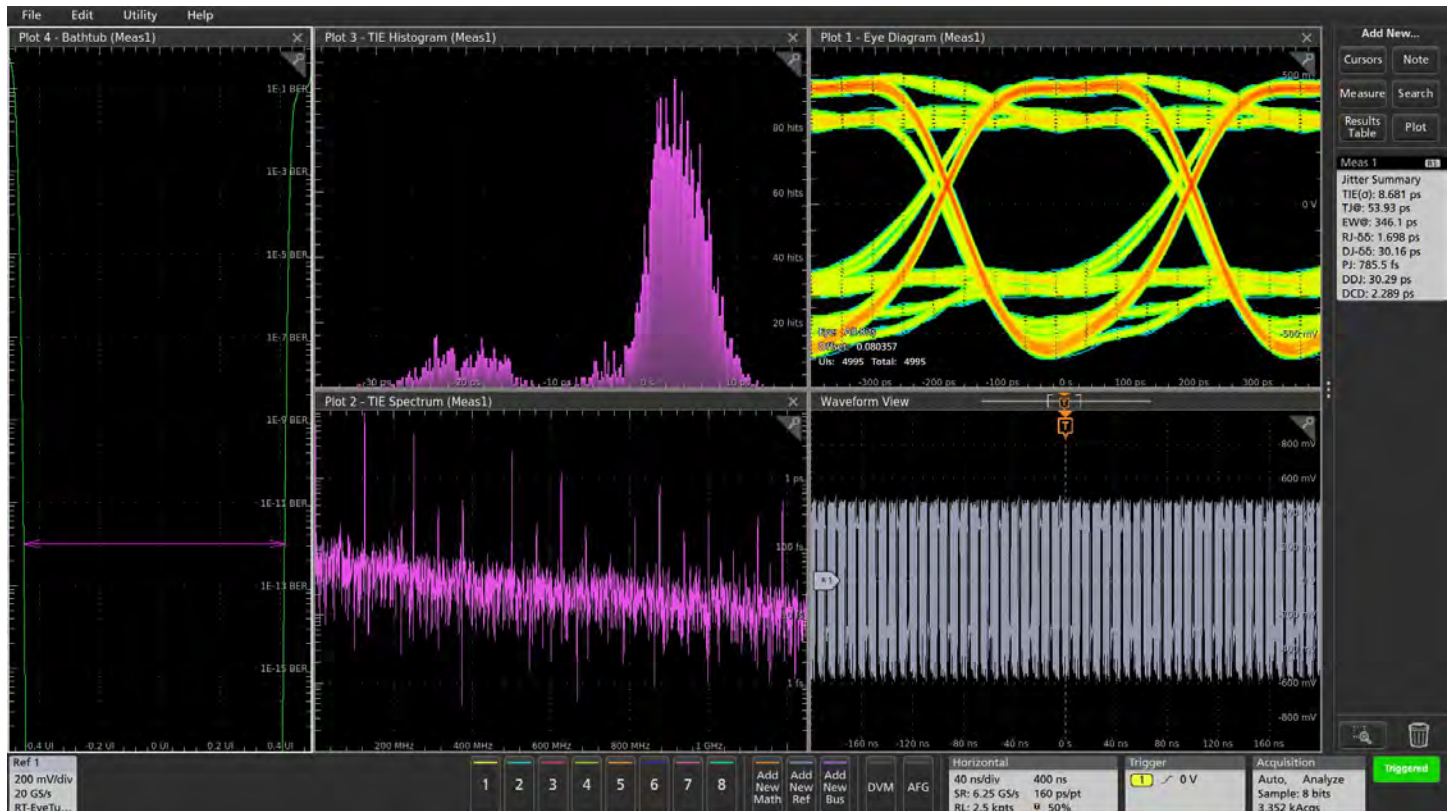 File Edit Utility Help
Plot 4 - Bathtub (Meas1)
1E-1 BER
1E-3 BER
1E-5 BER
1E-7 BER
1E-9 BER
1E-11 BER
1E-13 BER
1E-15 BER
-0.4 UI -0.2 UI 0 UI 0.2 UI 0.4 UI
Plot 3 - TIE Histogram (Meas1)
80 hits
60 hits
40 hits
20 hits
-30 ps -20 ps -10 ps 0 s 10 ps
Plot 1 - Eye Diagram (Meas1)
500 mV
0 V
-500 mV
Eye:
Offset: 0.080357
UIs: 4995 Total: 4995
-300 ps -200 ps -100 ps 0 s 100 ps 200 ps 300 ps
Plot 2 - TIE Spectrum (Meas1)
1 ps
100 fs
1 fs
200 MHz 400 MHz 600 MHz 800 MHz 1 GHz
Waveform View
T
T
800 mV
600 mV
R1
-600 mV
-800 mV
-160 ns -120 ns -80 ns -40 ns 0 s 40 ns 80 ns 120 ns 160 ns
Add New...
Cursors Note
Measure Search
Results Table Plot
Meas 1 R1
Jitter Summary
TIE(σ): 8.681 ps
TJ@: 53.93 ps
EW@: 346.1 ps
RJ-δδ: 1.698 ps
DJ-δδ: 30.16 ps
PJ: 785.5 fs
DDJ: 30.29 ps
DCD: 2.289 ps
Ref 1
200 mV/div
20 GS/s
RT-EyeTu...
1 2 3 4 5 6 7 8
Add New Math
Add New Ref
Add New Bus
DVM AFG
Horizontal
40 ns/div 400 ns
SR: 6.25 GS/s 160 ps/pt
RL: 2.5 kpts 50%
Trigger
1 0 V
Acquisition
Auto, Analyze
Sample: 8 bits
3.352 kAcqs
Triggered